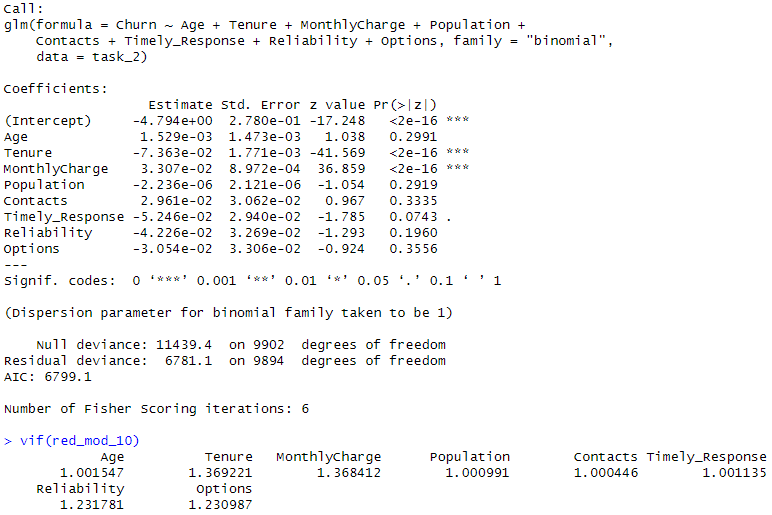 Call:
glm(formula = Churn ~ Age + Tenure + MonthlyCharge + Population +
    Contacts + Timely_Response + Reliability + Options, family = "binomial",
    data = task_2)

Coefficients:
                  Estimate Std. Error z value Pr(>|z|)
(Intercept)     -4.794e+00  2.780e-01 -17.248   <2e-16 ***
Age              1.529e-03  1.473e-03   1.038   0.2991
Tenure          -7.363e-02  1.771e-03 -41.569   <2e-16 ***
MonthlyCharge    3.307e-02  8.972e-04  36.859   <2e-16 ***
Population      -2.236e-06  2.121e-06  -1.054   0.2919
Contacts         2.961e-02  3.062e-02   0.967   0.3335
Timely_Response -5.246e-02  2.940e-02  -1.785   0.0743 .
Reliability     -4.226e-02  3.269e-02  -1.293   0.1960
Options         -3.054e-02  3.306e-02  -0.924   0.3556
---
Signif. codes:  0 ‘***’ 0.001 ‘**’ 0.01 ‘*’ 0.05 ‘.’ 0.1 ‘ ’ 1

(Dispersion parameter for binomial family taken to be 1)

    Null deviance: 11439.4  on 9902  degrees of freedom
Residual deviance:  6781.1  on 9894  degrees of freedom
AIC: 6799.1

Number of Fisher Scoring iterations: 6

> vif(red_mod_10)
            Age          Tenure   MonthlyCharge      Population        Contacts Timely_Response
       1.001547        1.369221        1.368412        1.000991        1.000446        1.001135
    Reliability         Options
       1.231781        1.230987